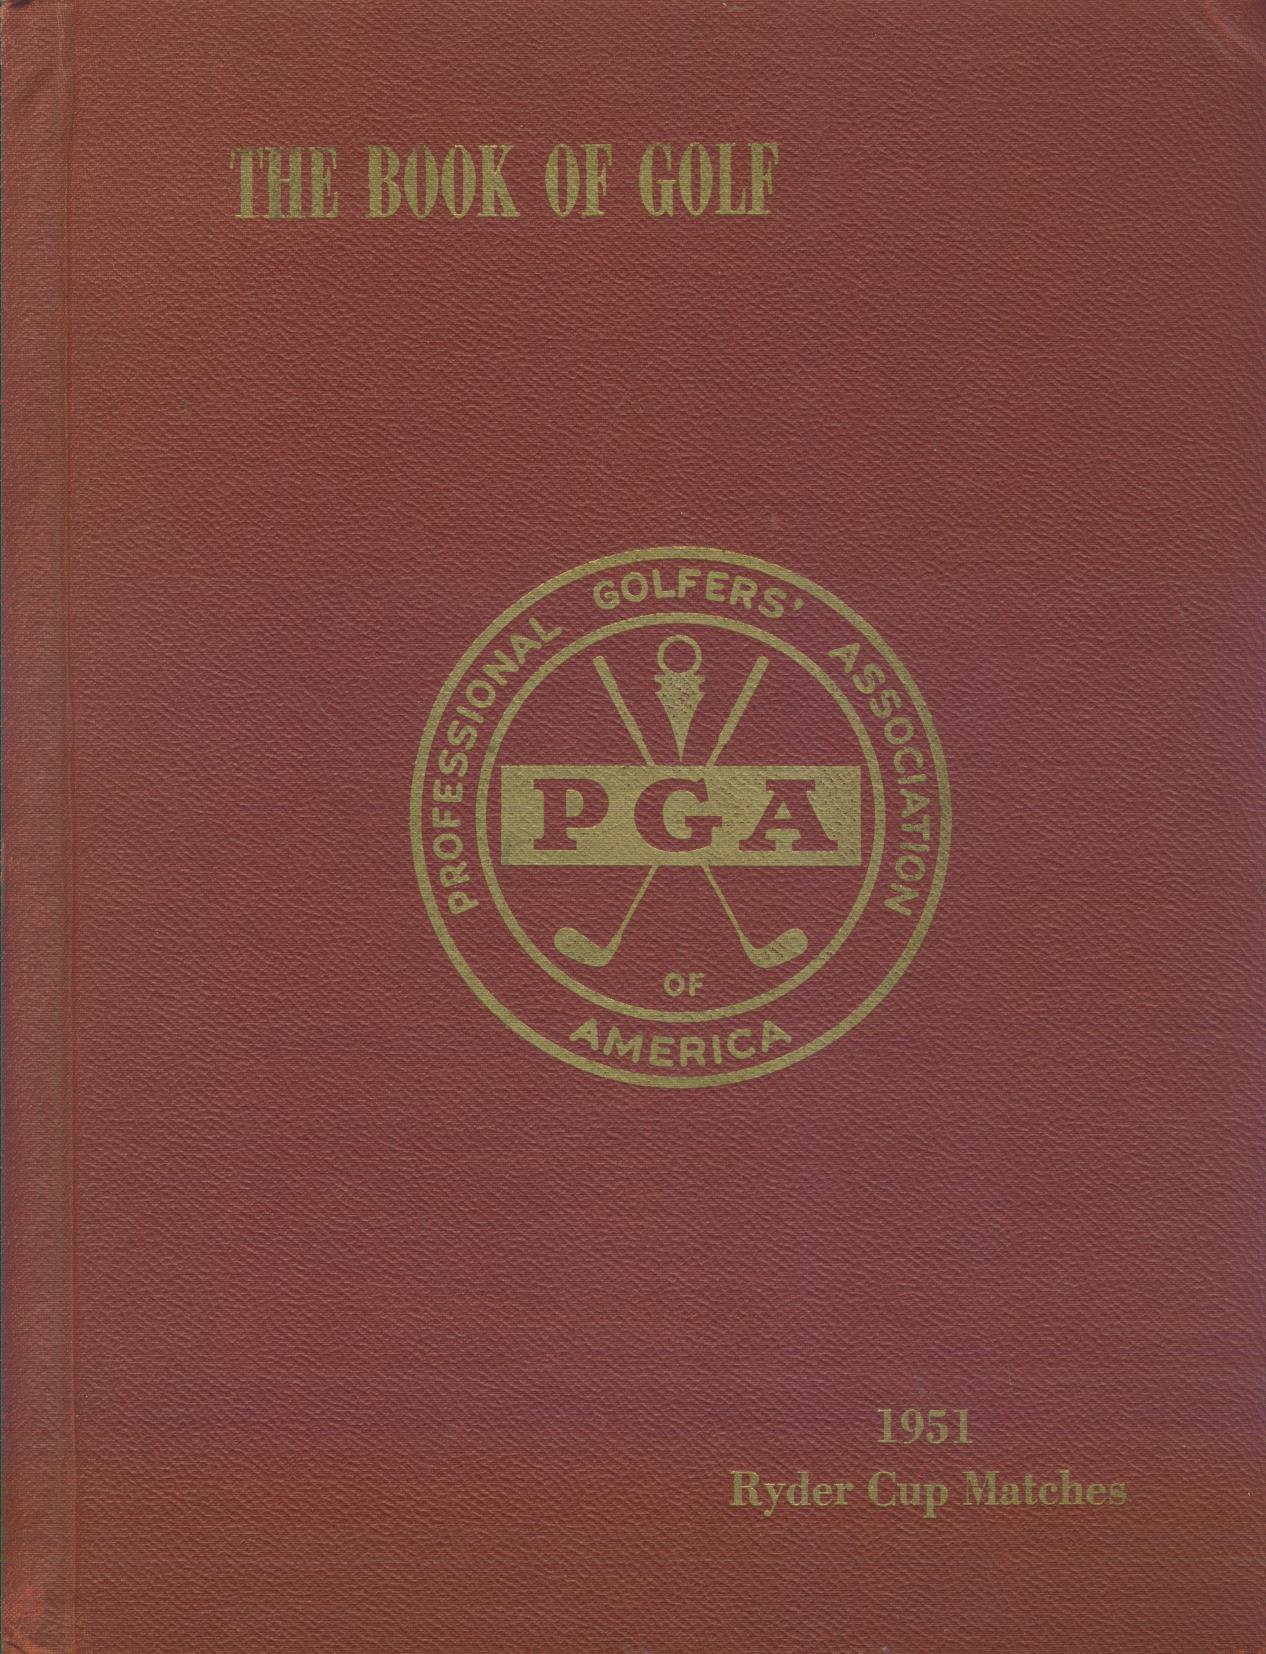 THE BOOK OF GOLF
PROFESSIONAL GOLFERS' ASSOCIATION
PGA
OF
AMERICA
1951
Ryder Cup Matches